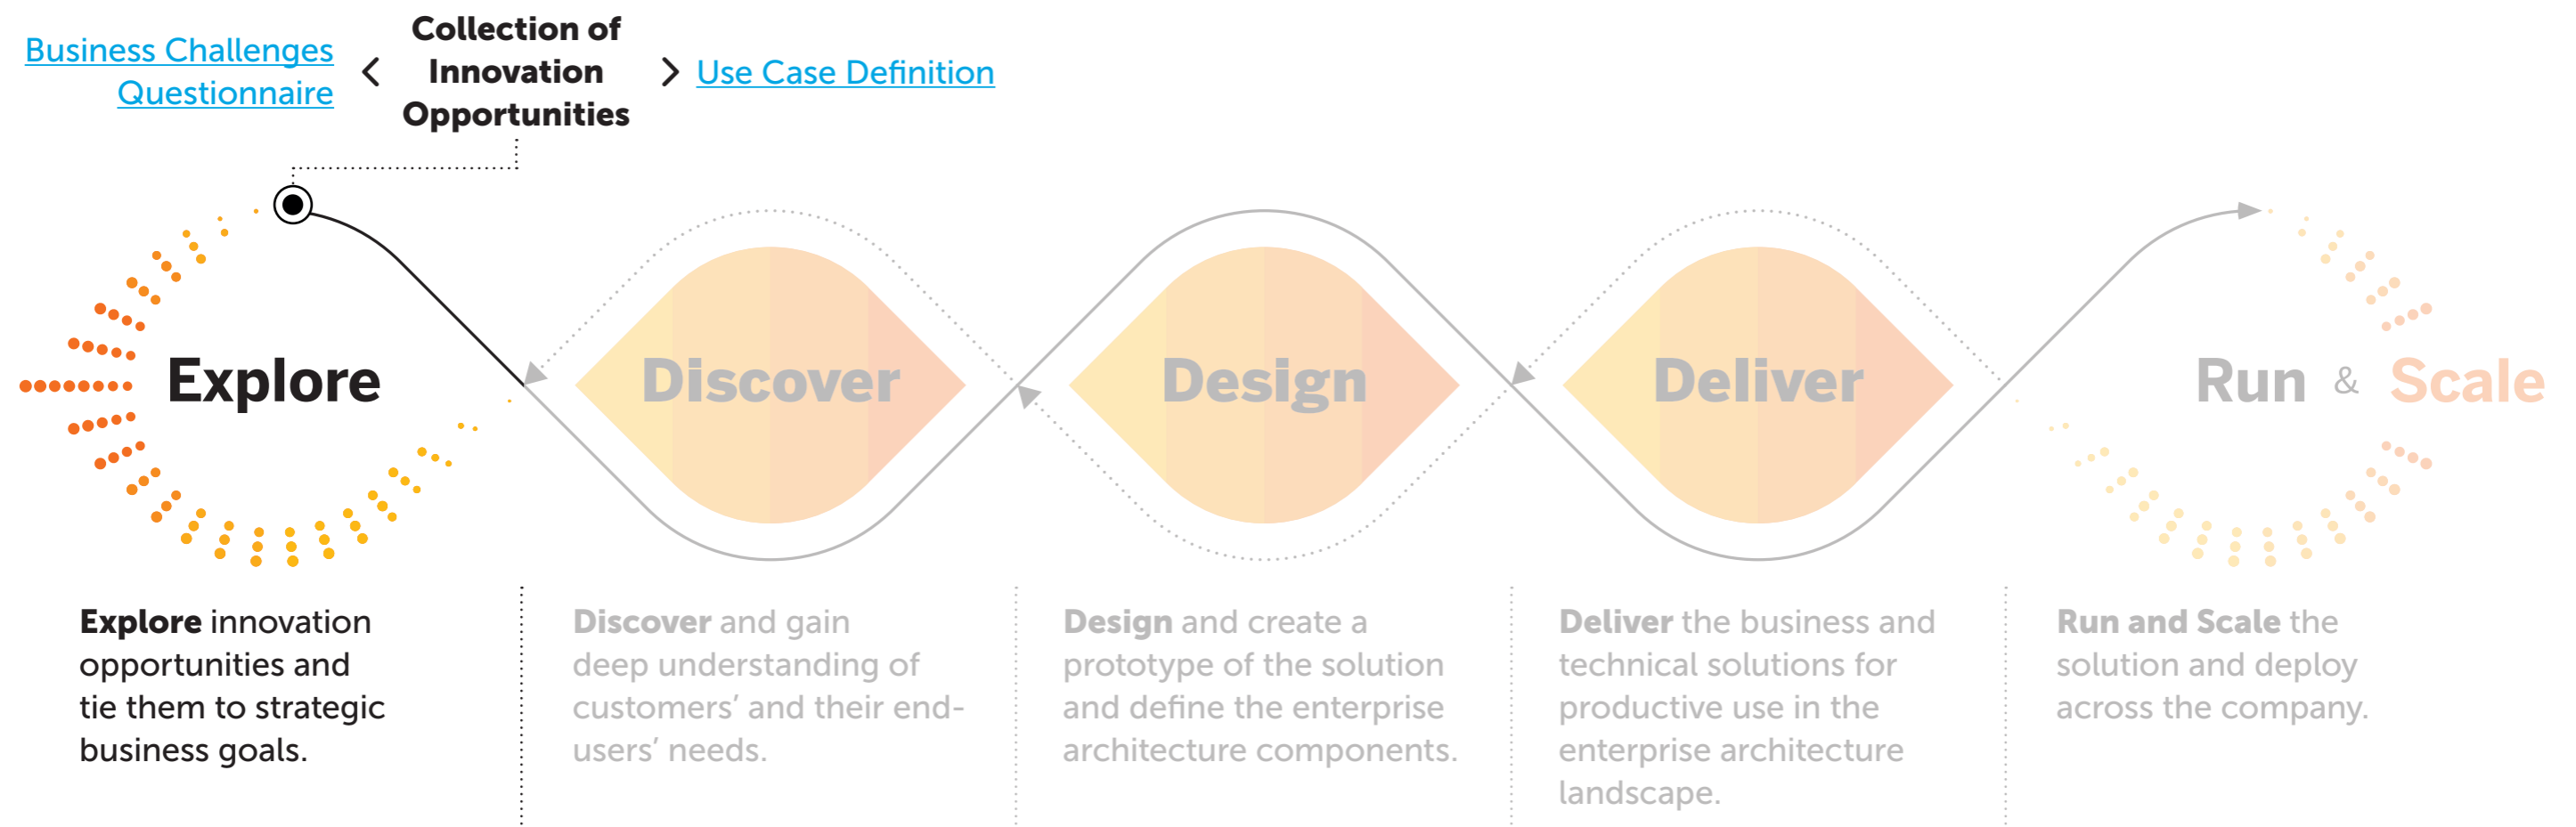 Business Challenges
Questionnaire
<
Collection of
Innovation
Opportunities
>
Use Case Definition
Explore
Discover
Design
Deliver
Run & Scale
Explore innovation
opportunities and
tie them to strategic
business goals.
Discover and gain
deep understanding of
customers’ and their end-
users’ needs.
Design and create a
prototype of the solution
and define the enterprise
architecture components.
Deliver the business and
technical solutions for
productive use in the
enterprise architecture
landscape.
Run and Scale the
solution and deploy
across the company.